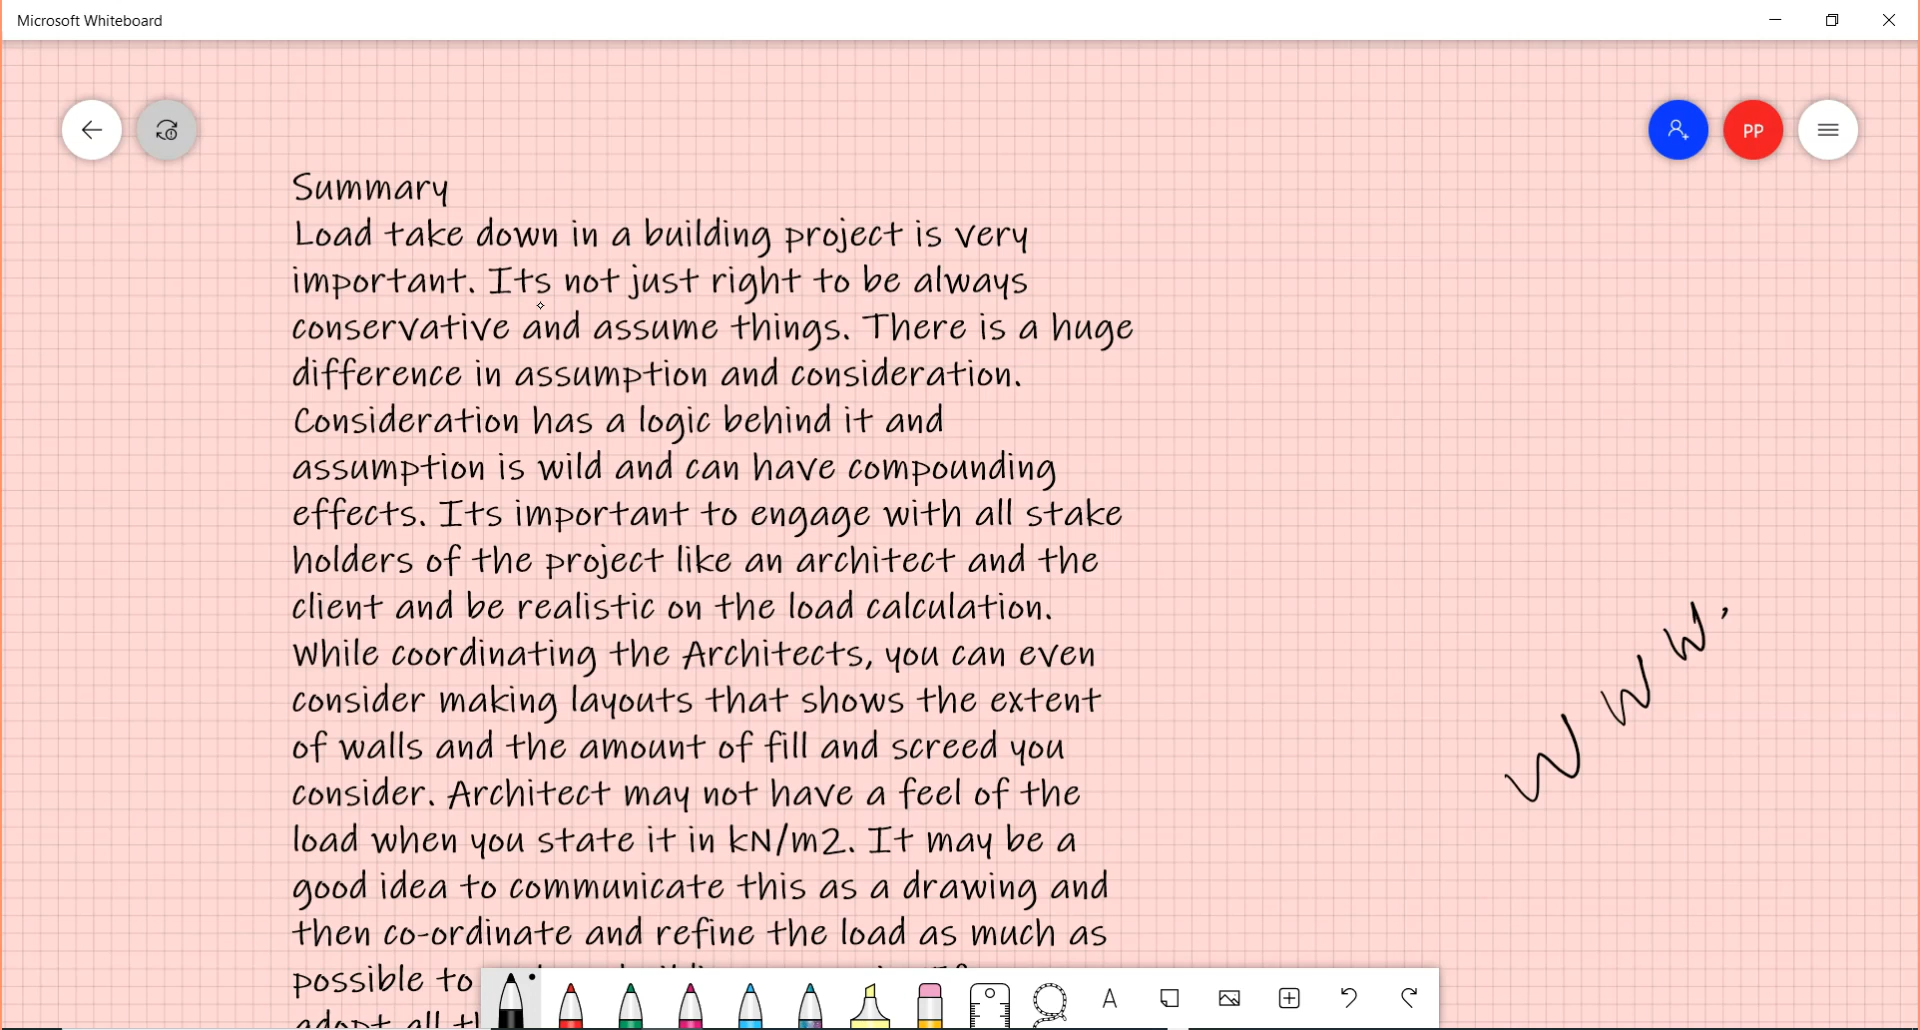 Microsoft Whiteboard
PP
Summary
Load take down in a building project is very
important. Its not just right to be always
conservative and assume things. There is a huge
difference in assumption and consideration.
Consideration has a logic behind it and
assumption is wild and can have compounding
effects. Its important to engage with all stake
holders of the project like an architect and the
client and be realistic on the load calculation.
While coordinating the Architects, you can even
consider making layouts that shows the extent
of walls and the amount of fill and screed you
consider. Architect may not have a feel of the
load when you state it in kN/m2. It may be a
good idea to communicate this as a drawing and
then co-ordinate and refine the load as much as
possible to
adopt all
W W W.
A